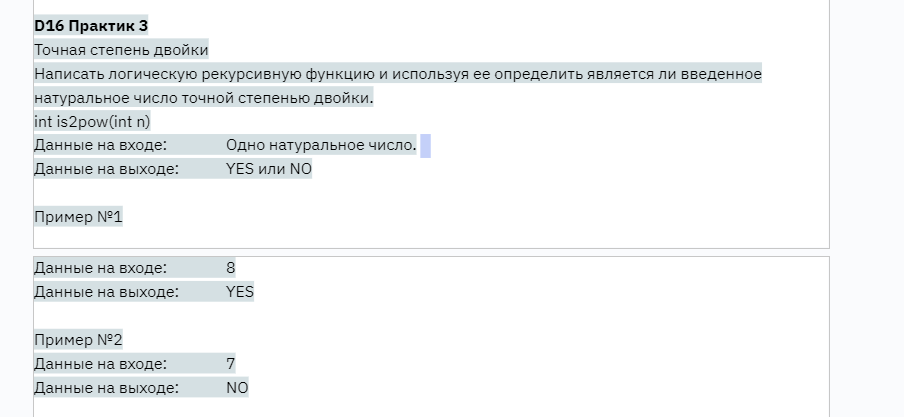 D16 Практик 3
Точная степень двойки
Написать логическую рекурсивную функцию и используя ее определить является ли введенное
натуральное число точной степенью двойки.
int is2pow(int n)
Данные на входе: Одно натуральное число.
Данные на выходе: YES или NO
Пример №1
Данные на входе: 8
Данные на выходе: YES
Пример №2
Данные на входе: 7
Данные на выходе: NO